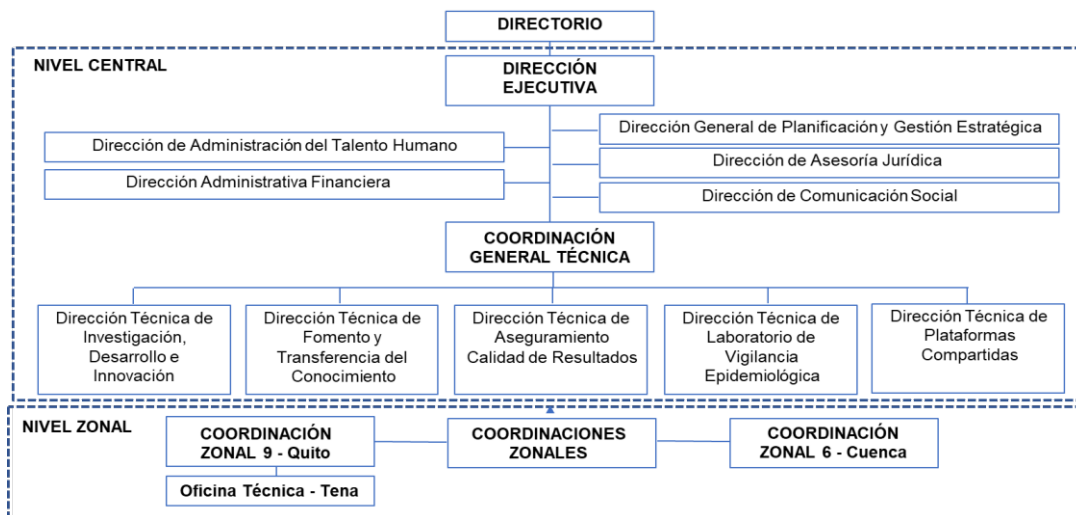 DIRECTORIO
NIVEL CENTRAL
DIRECCIÓN
EJECUTIVA
Dirección General de Planificación y Gestión Estratégica
Dirección de Administración del Talento Humano
Dirección de Asesoría Jurídica
Dirección Administrativa Financiera
Dirección de Comunicación Social
COORDINACIÓN
GENERAL TÉCNICA
Dirección Técnica de
Investigación,
Desarrollo e
Innovación
Dirección Técnica de
Fomento y
Transferencia del
Conocimiento
Dirección Técnica de
Aseguramiento
Calidad de Resultados
Dirección Técnica de
Laboratorio de
Vigilancia
Epidemiológica
Dirección Técnica de
Plataformas
Compartidas
NIVEL ZONAL
COORDINACIÓN
ZONAL 9 - Quito
COORDINACIONES
ZONALES
COORDINACIÓN
ZONAL 6 - Cuenca
Oficina Técnica - Tena